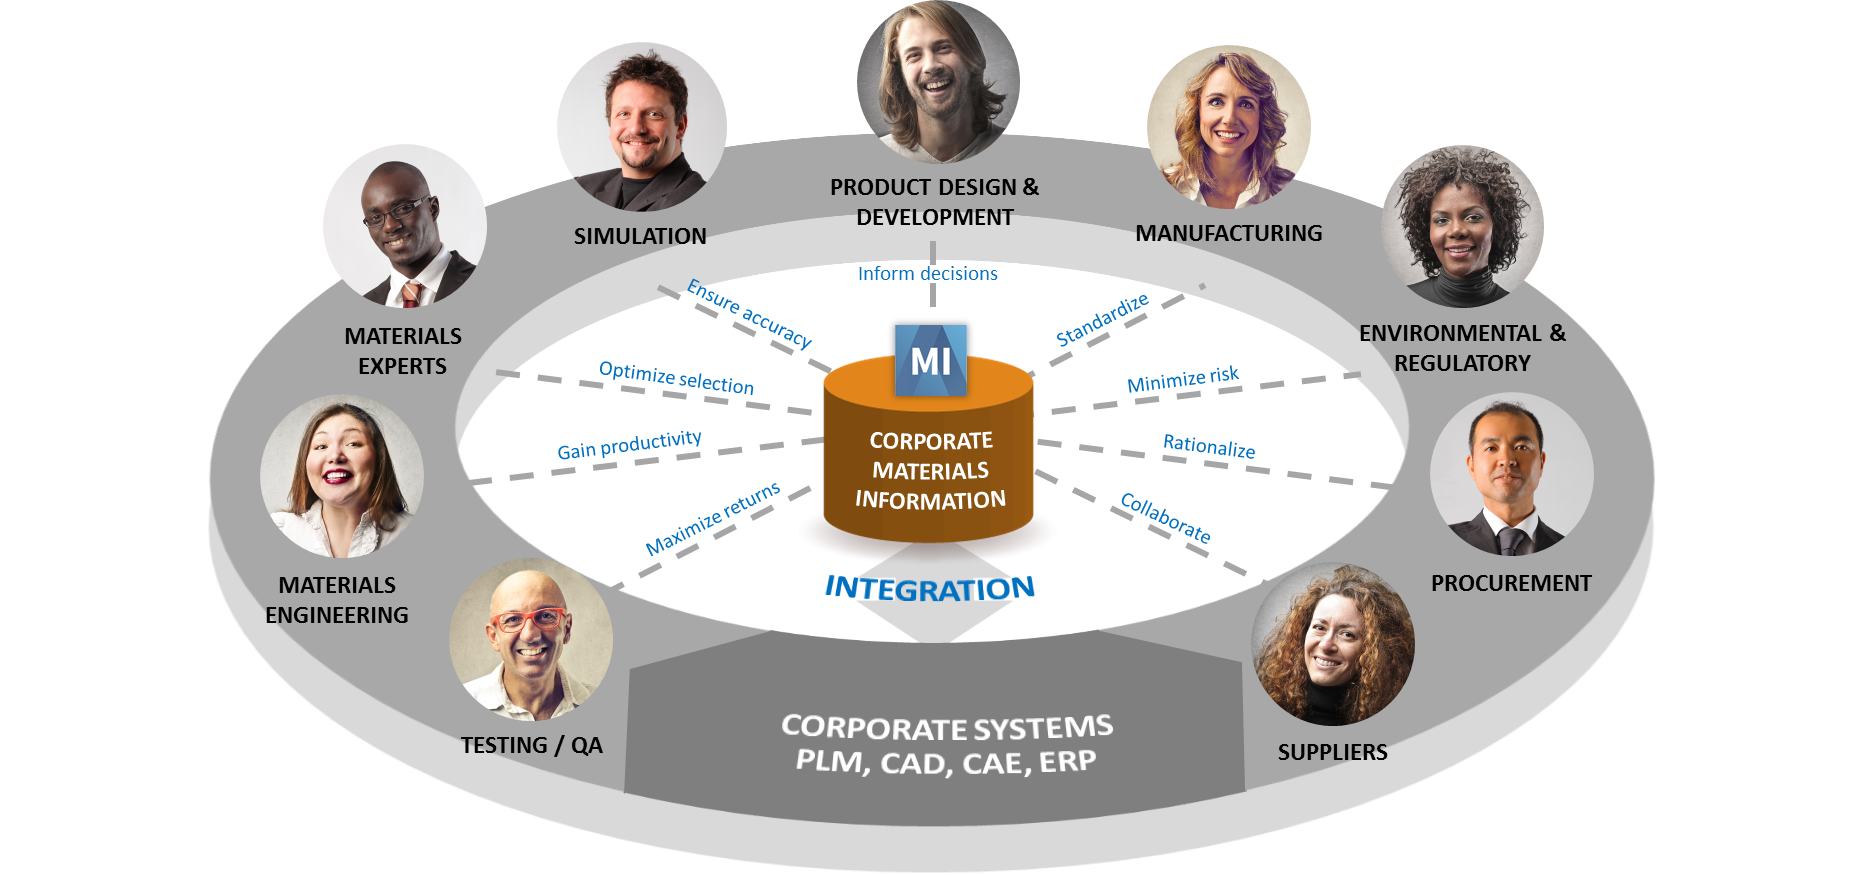 PRODUCT DESIGN &
DEVELOPMENT
SIMULATION
MANUFACTURING
MATERIALS
EXPERTS
ENVIRONMENTAL &
REGULATORY
Inform decisions
Ensure accuracy
Standardize
Optimize selection
Minimize risk
MI
Gain productivity
Rationalize
CORPORATE
MATERIALS
INFORMATION
Maximize returns
Collaborate
INTEGRATION
MATERIALS
ENGINEERING
PROCUREMENT
TESTING / QA
SUPPLIERS
CORPORATE SYSTEMS
PLM, CAD, CAE, ERP